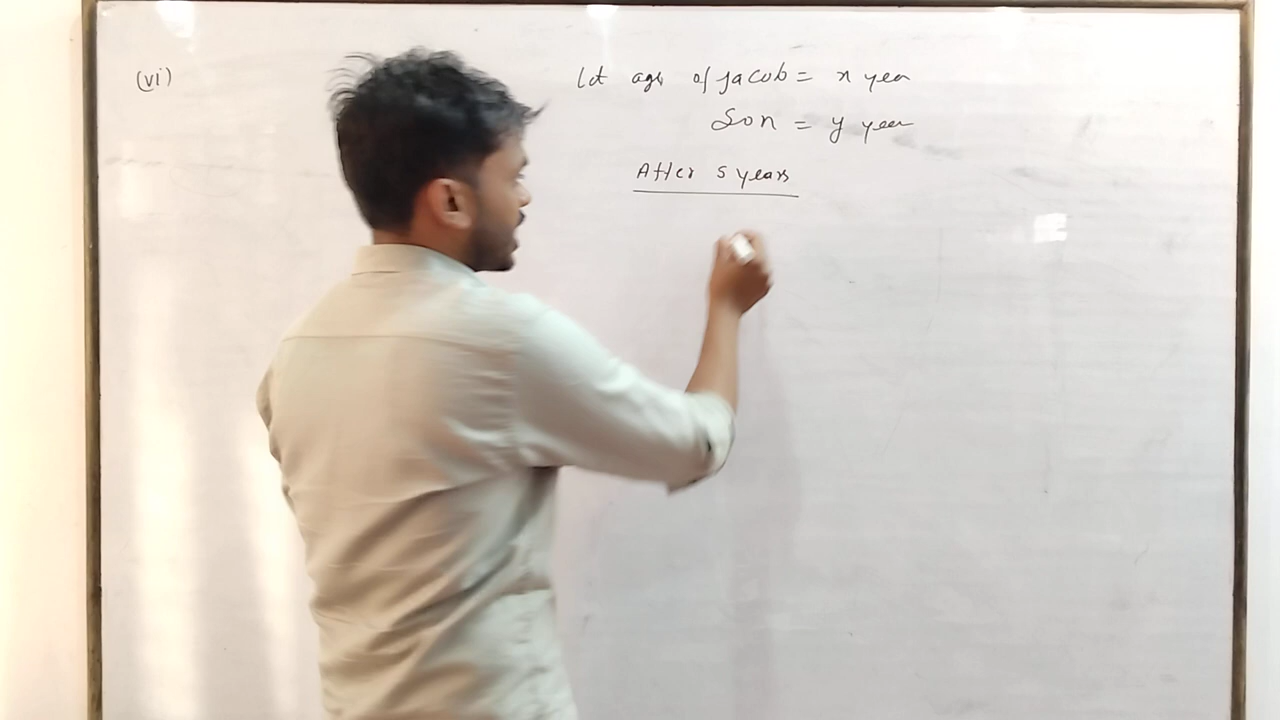 (vi)
Let age of Jacob = x year
Son = y year
After 5 years